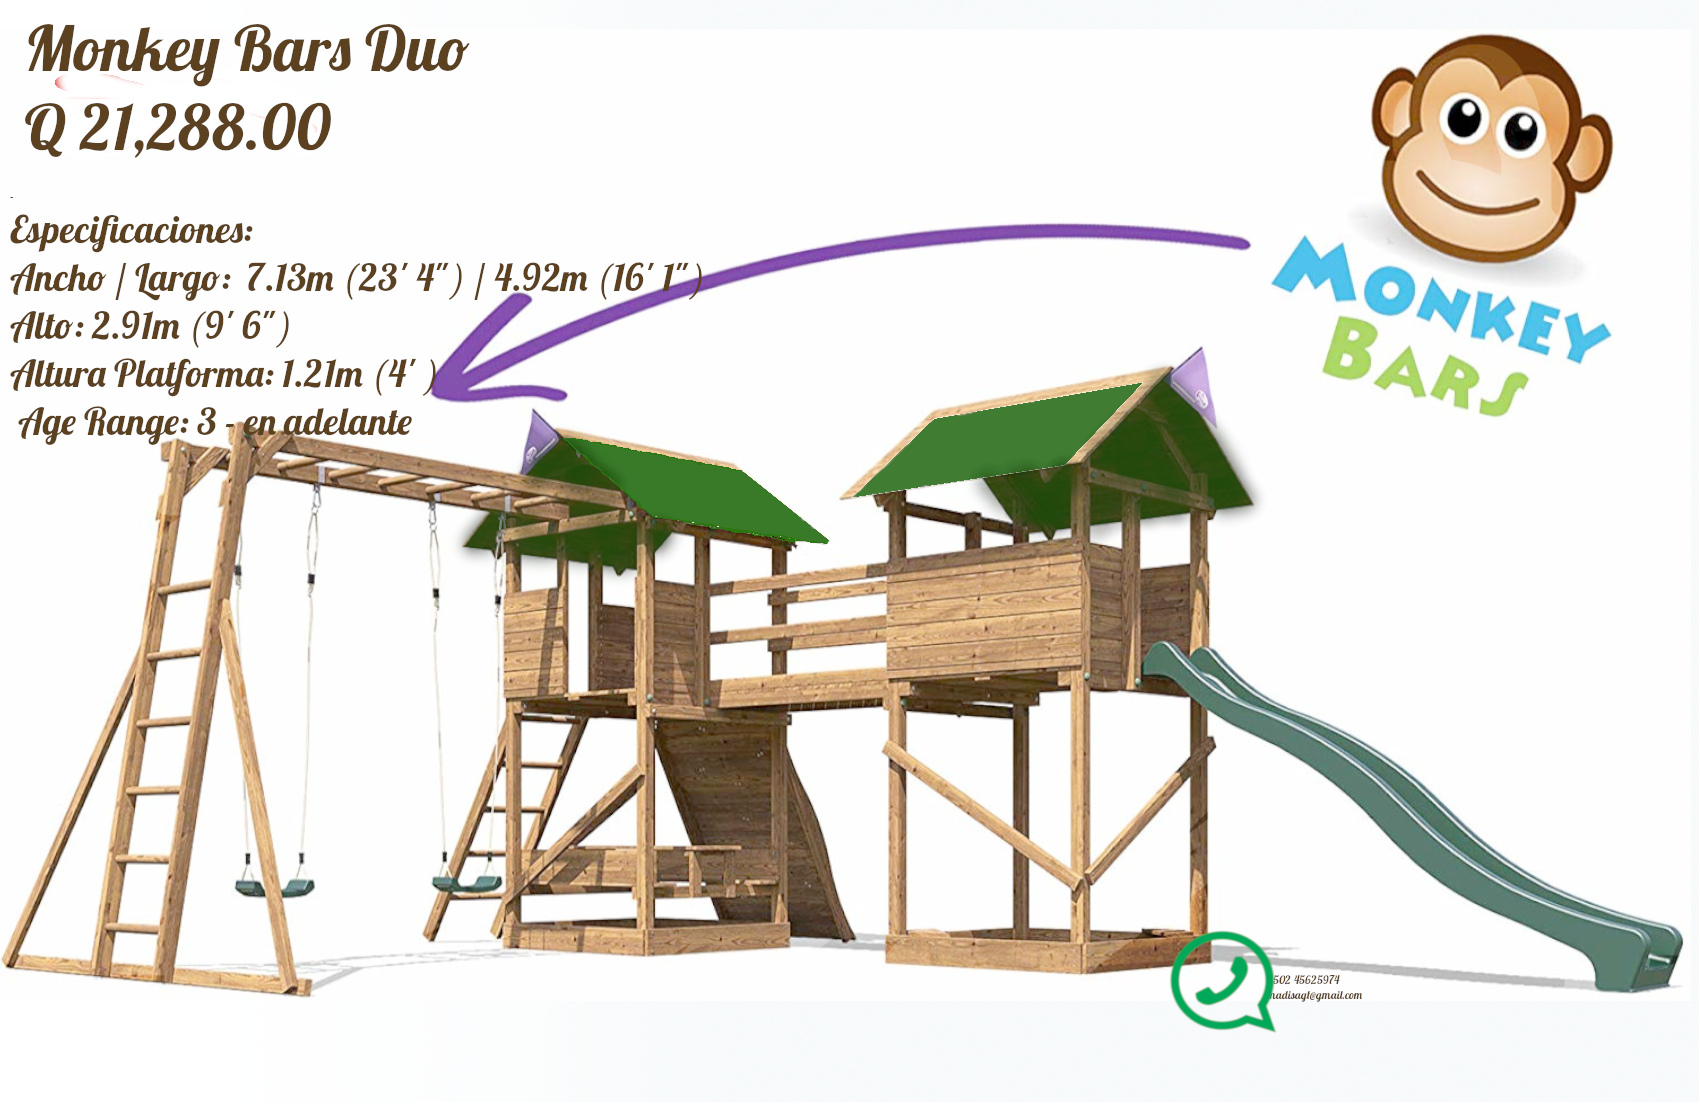 Monkey Bars Duo
Q 21,288.00
Especificaciones:
Ancho / Largo: 7.13m (23' 4") / 4.92m (16' 1")
Alto: 2.91m (9' 6")
Altura Platforma: 1.21m (4' )
Age Range: 3 - en adelante
MONKEY
BARS
502 45625974
madisagt@gmail.com